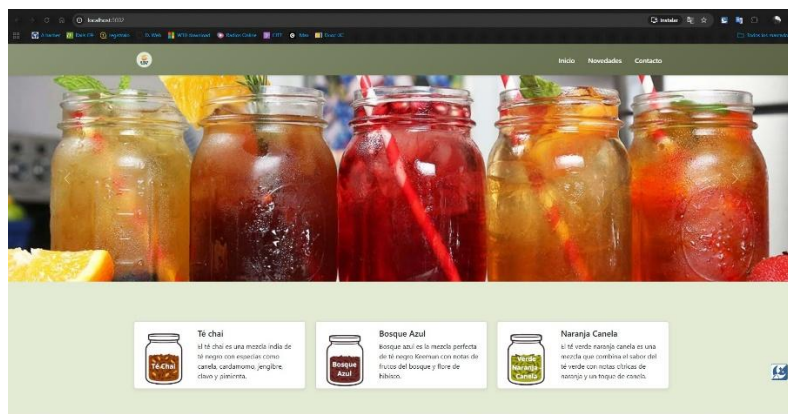 localhost:5102
Instalar
Inicio Novedades Contacto
Té chai
El té chai es una mezcla india de
té negro con especias como
canela, cardamomo, jengibre,
clavo y pimienta.
Té Chai
Bosque Azul
Bosque azul es la mezcla perfecta
de té negro Keemun con notas de
frutos del bosque y flore de
hibisco.
Bosque
Azul
Naranja Canela
El té verde naranja canela es una
mezcla que combina el sabor del
té verde con notas cítricas de
naranja y un toque de canela.
Verde
Naranja -
Canela